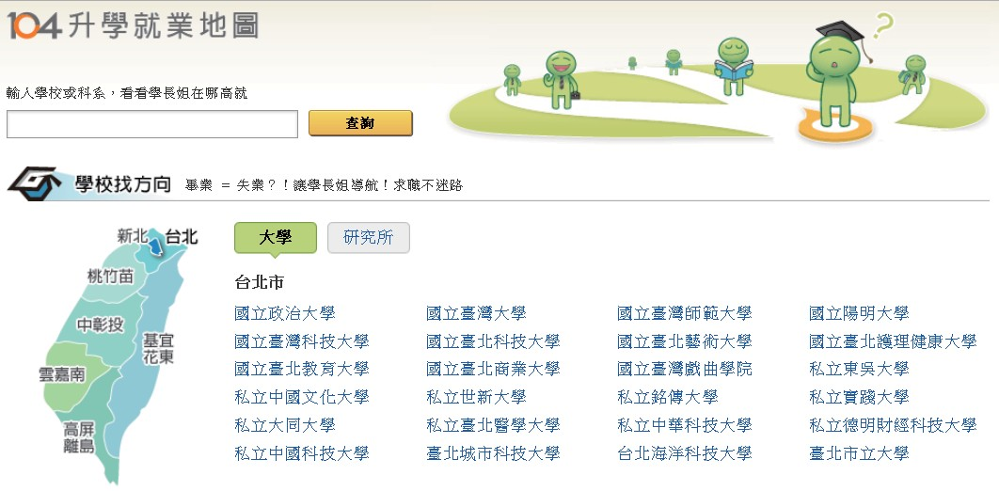 104升學就業地圖
?
輸入學校或科系，看看學長姐在哪高就
查詢
學校找方向 畢業 = 失業？！讓學長姐導航！求職不迷路
新北 台北
桃竹苗
中彰投
基宜
花東
雲嘉南
高屏
離島
大學 研究所
台北市
國立政治大學 國立臺灣大學 國立臺灣師範大學 國立陽明大學
國立臺灣科技大學 國立臺北科技大學 國立臺北藝術大學 國立臺北護理健康大學
國立臺北教育大學 國立臺北商業大學 國立臺灣戲曲學院 私立東吳大學
私立中國文化大學 私立世新大學 私立銘傳大學 私立實踐大學
私立大同大學 私立臺北醫學大學 私立中華科技大學 私立德明財經科技大學
私立中國科技大學 臺北城市科技大學 台北海洋科技大學 臺北市立大學